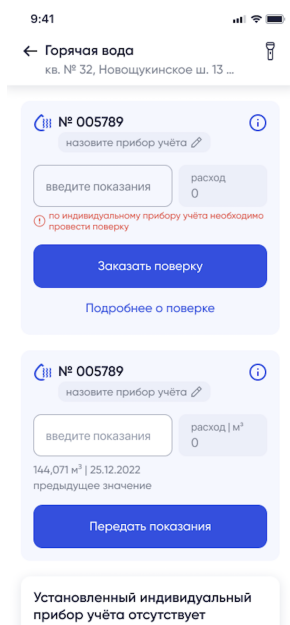 9:41
Горячая вода
кв. № 32, Новощукинское ш. 13 ...
№ 005789
назовите прибор учёта
введите показания
расход
0
по индивидуальному прибору учёта необходимо
провести поверку
Заказать поверку
Подробнее о поверке
№ 005789
назовите прибор учёта
введите показания
расход | м³
0
144,071 м³ | 25.12.2022
предыдущее значение
Передать показания
Установленный индивидуальный
прибор учёта отсутствует